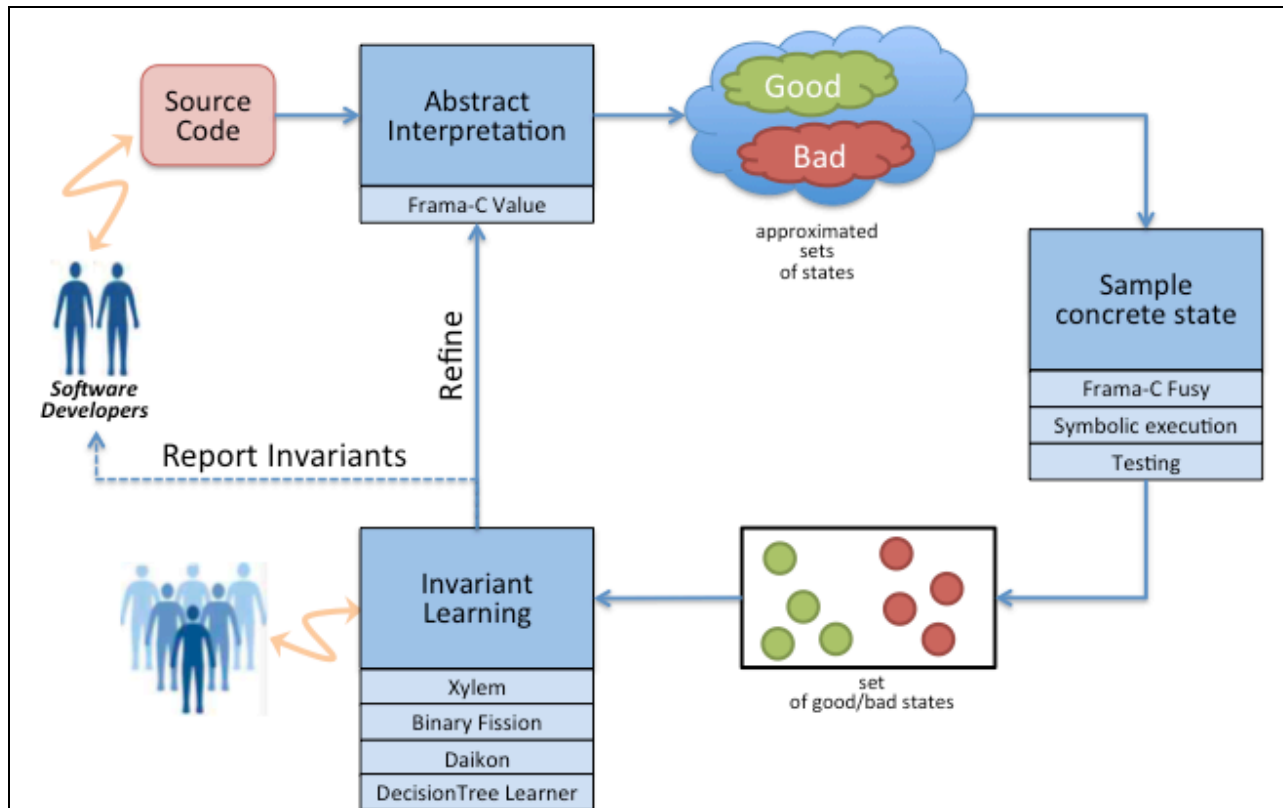 Source
Code
Abstract
Interpretation
Frama-C Value
Good
Bad
approximated
sets
of states
Sample
concrete state
Frama-C Fusy
Symbolic execution
Testing
Software
Developers
Refine
Report Invariants
Invariant
Learning
Xylem
Binary Fission
Daikon
DecisionTree Learner
set
of good/bad states